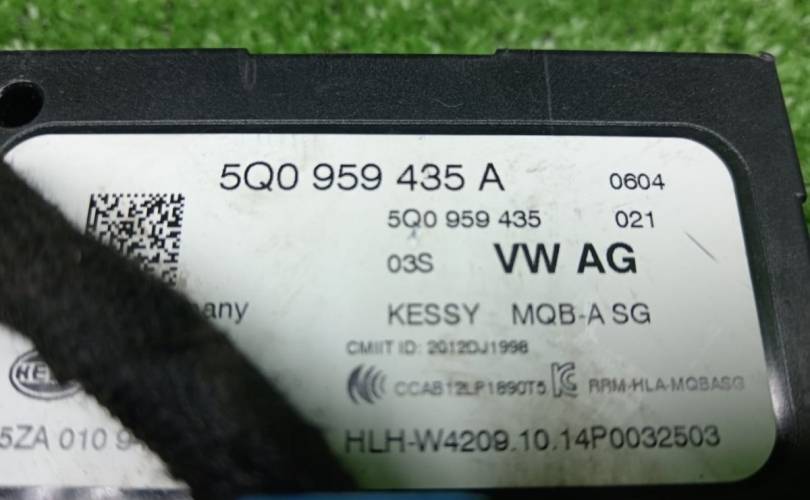 5Q0 959 435 A 0604
5Q0 959 435 021
03S VW AG
KESSY MQB-A SG
CMIIT ID: 2012DJ1998
CCAB12LP1890T5 RRM-HLA-MQBASG
5ZA 010 HLH-W4209.10.14P0032503